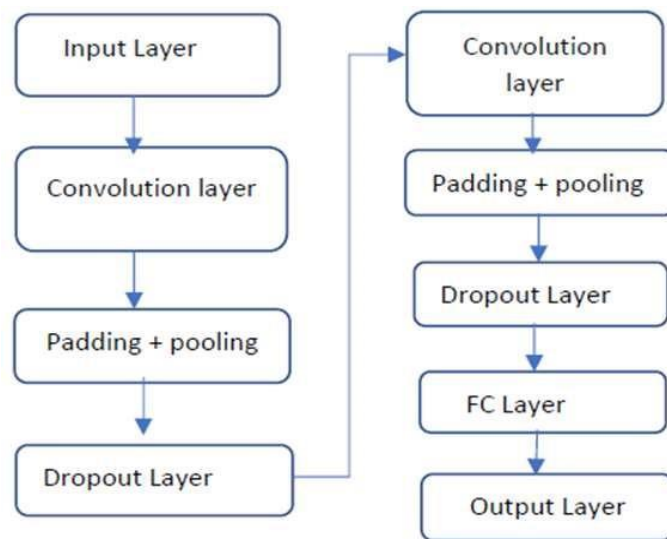 Input Layer
Convolution layer
Padding + pooling
Dropout Layer
Convolution
layer
Padding + pooling
Dropout Layer
FC Layer
Output Layer